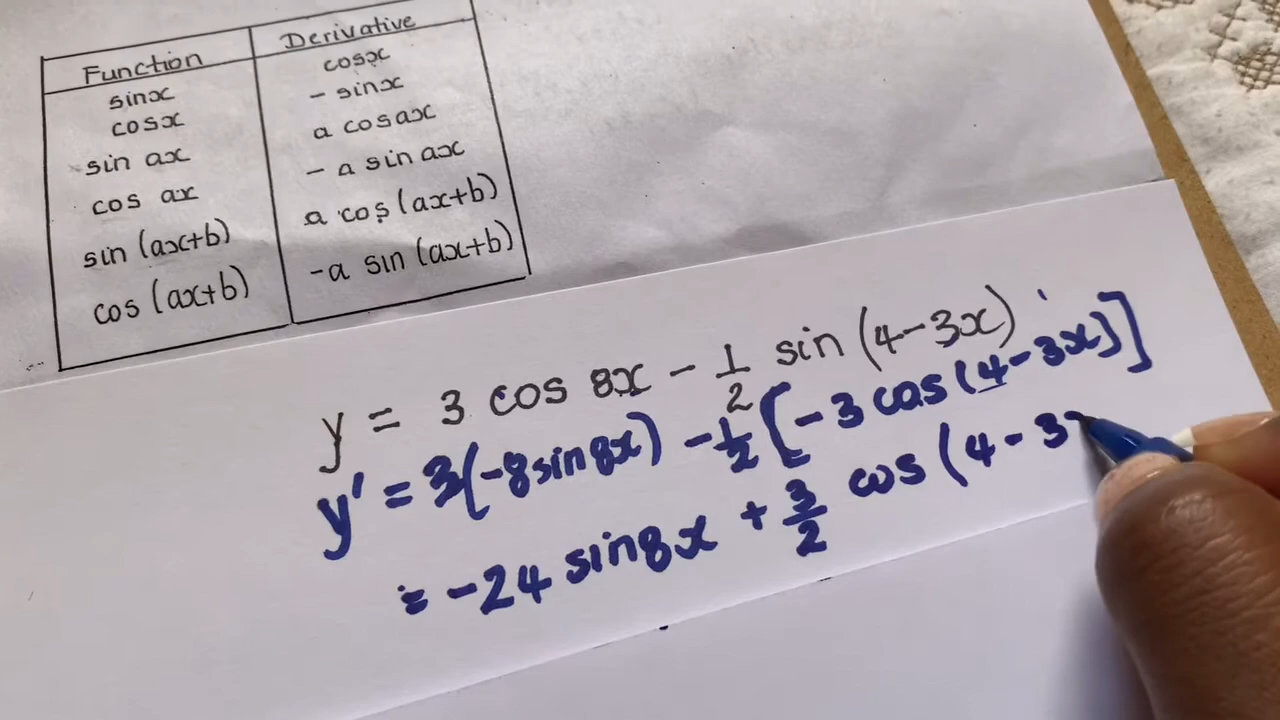 Function Derivative
sinx cosx
cosx - sinx
sin ax a cosax
cos ax - a sin ax
sin (ax+b) a cos (ax+b)
cos (ax+b) -a sin (ax+b)
y = 3 cos 8x - 1/2 sin (4-3x)
y' = 3(-8sin8x) - 1/2 [-3 cos (4-3x)]
= -24 sin8x + 3/2 cos (4-3x